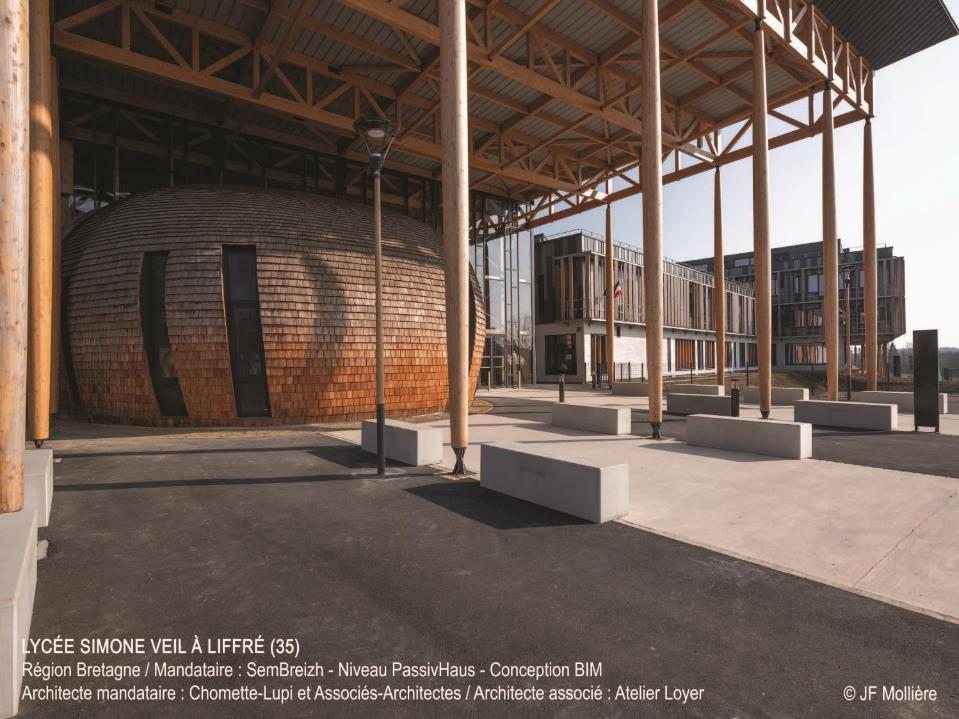 LYCÉE SIMONE VEIL À LIFFRÉ (35)
Région Bretagne / Mandataire : SemBreizh - Niveau PassivHaus - Conception BIM
Architecte mandataire : Chomette-Lupi et Associés-Architectes / Architecte associé : Atelier Loyer
© JF Mollière